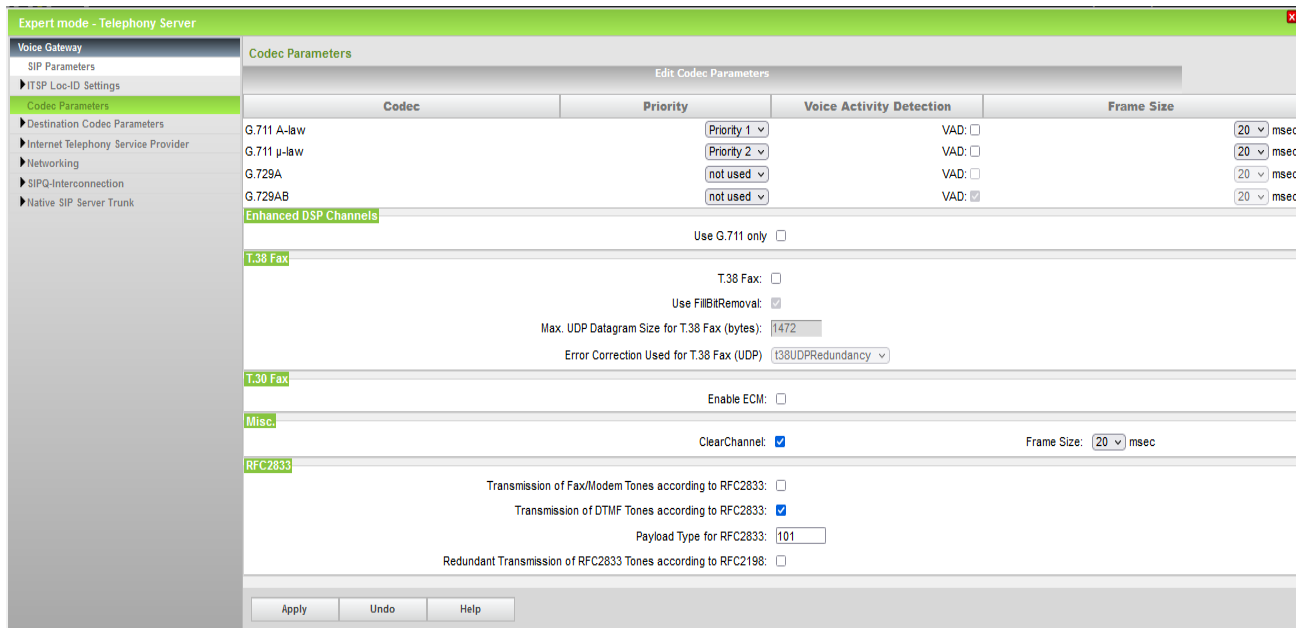 Expert mode - Telephony Server
X
Voice Gateway
SIP Parameters
ITSP Loc-ID Settings
Codec Parameters
Destination Codec Parameters
Internet Telephony Service Provider
Networking
SIPQ-Interconnection
Native SIP Server Trunk
Codec Parameters
Edit Codec Parameters
Codec Priority Voice Activity Detection Frame Size
G.711 A-law Priority 1 VAD: 20 msec
G.711 μ-law Priority 2 VAD: 20 msec
G.729A not used VAD: 20 msec
G.729AB not used VAD: 20 msec
Enhanced DSP Channels
Use G.711 only
T.38 Fax
T.38 Fax:
Use FillBitRemoval:
Max. UDP Datagram Size for T.38 Fax (bytes): 1472
Error Correction Used for T.38 Fax (UDP) t38UDPRedundancy
T.30 Fax
Enable ECM:
Misc.
ClearChannel: Frame Size: 20 msec
RFC2833
Transmission of Fax/Modem Tones according to RFC2833:
Transmission of DTMF Tones according to RFC2833:
Payload Type for RFC2833: 101
Redundant Transmission of RFC2833 Tones according to RFC2198:
Apply Undo Help